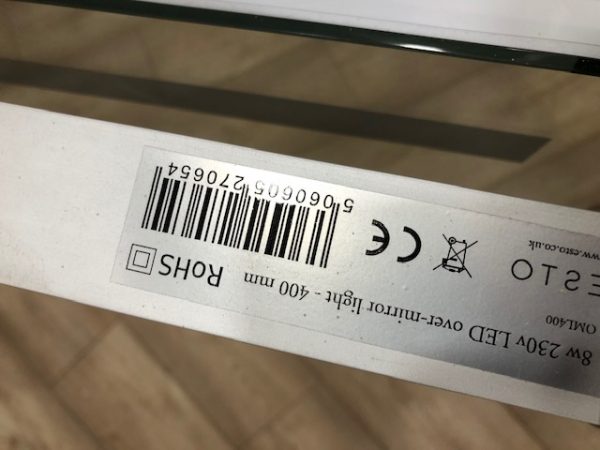 8w 230v LED over-mirror light - 400 mm
OML400
RoHS
ESTO
www.esto.co.uk
5 060605 270654